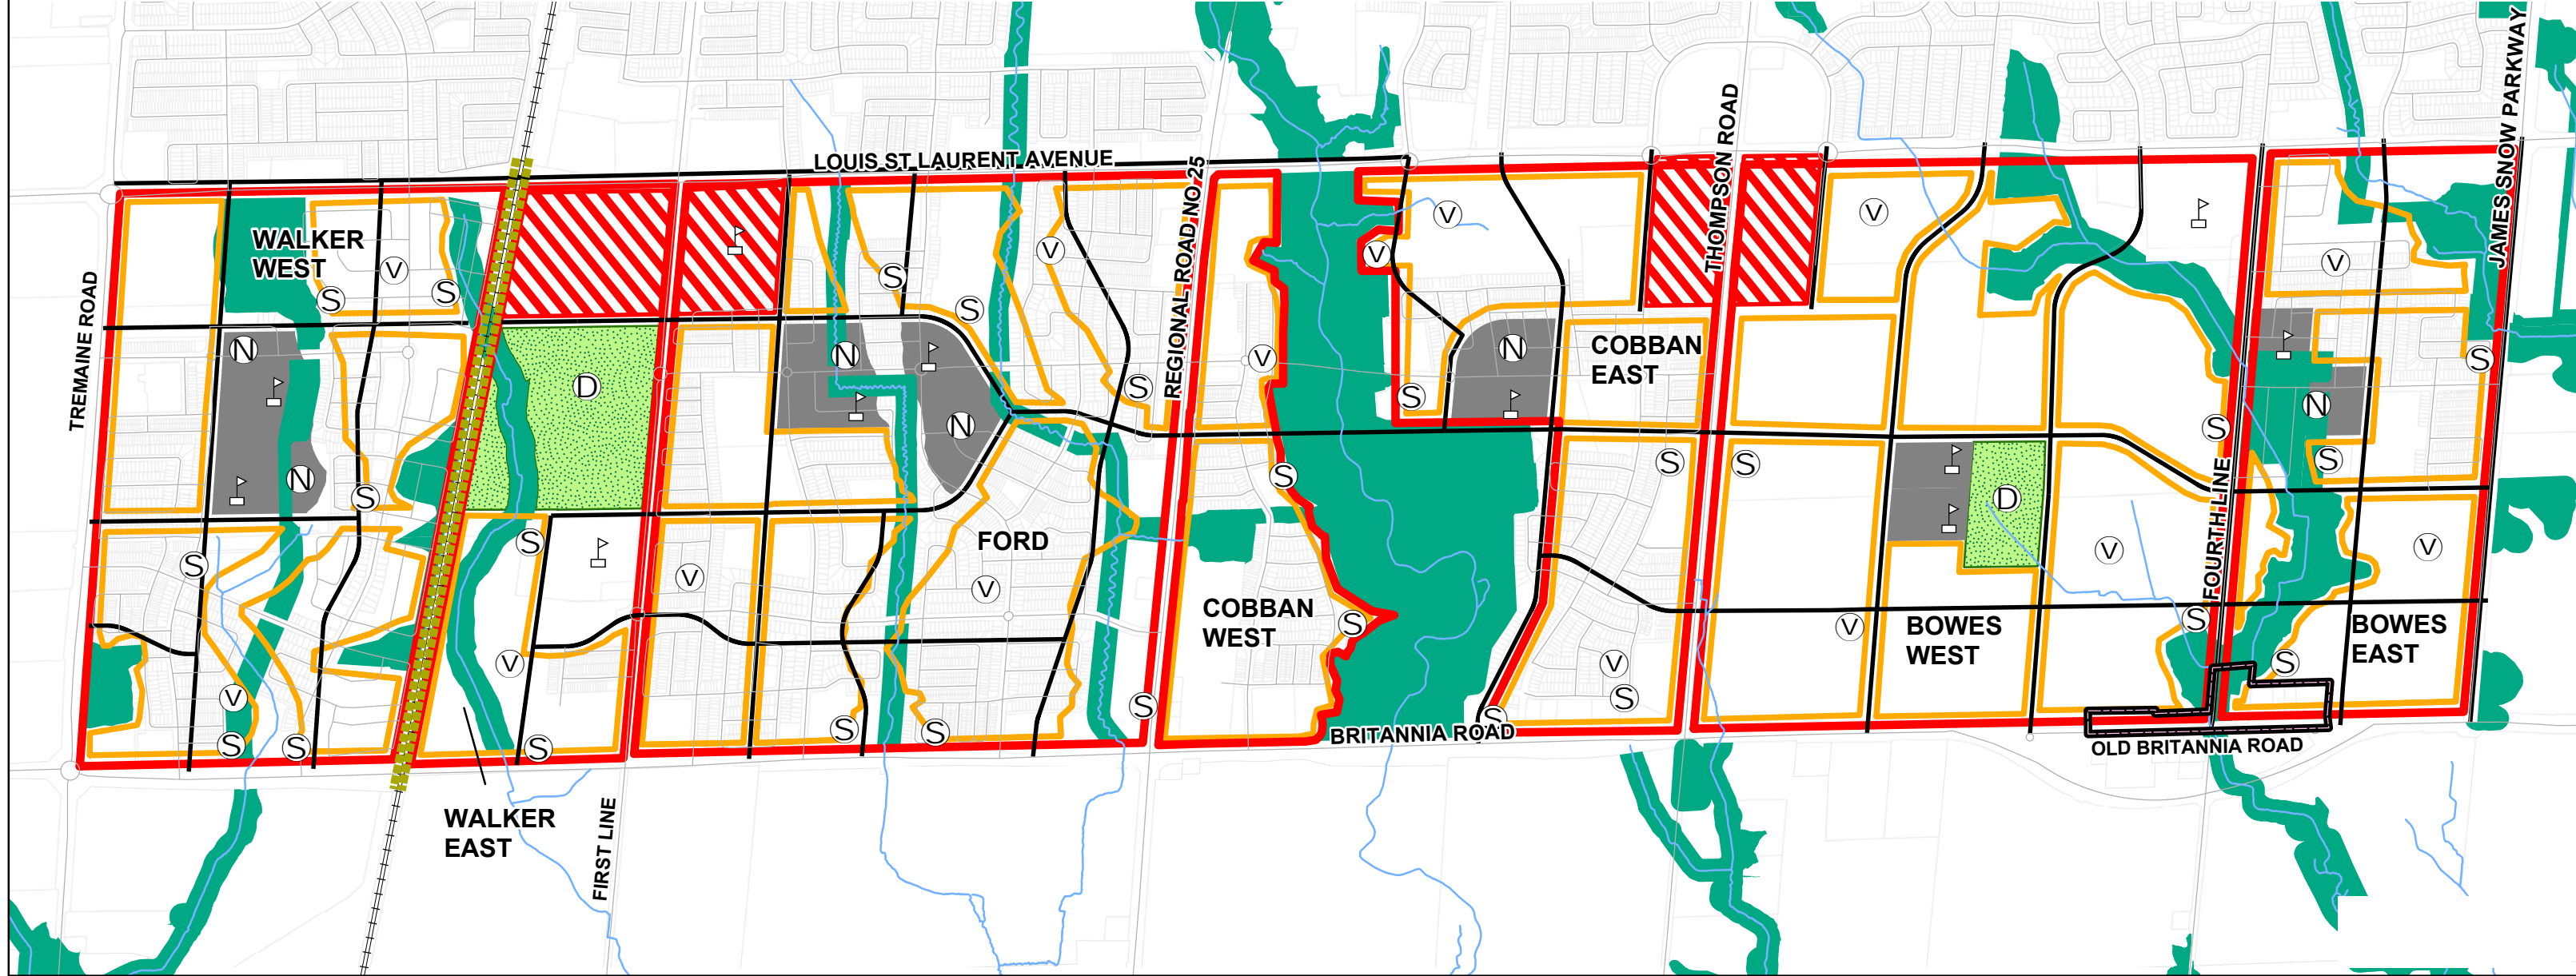 LOUIS ST LAURENT AVENUE
JAMES SNOW PARKWAY
THOMPSON ROAD
REGIONAL ROAD NO 25
TREMAINE ROAD
WALKER
WEST
V
S
S
V
S
S
V
V
V
V
V
N
D
N
S
V
S
N
COBBAN
EAST
S
N
N
N
S
S
S
S
S
S
D
S
FORD
S
S
V
V
V
V
V
COBBAN
WEST
S
FOURTH LINE
S
V
BOWES
WEST
BOWES
EAST
V
V
V
S
S
S
S
S
S
S
S
S
S
BRITANNIA ROAD
OLD BRITANNIA ROAD
WALKER
EAST
FIRST LINE